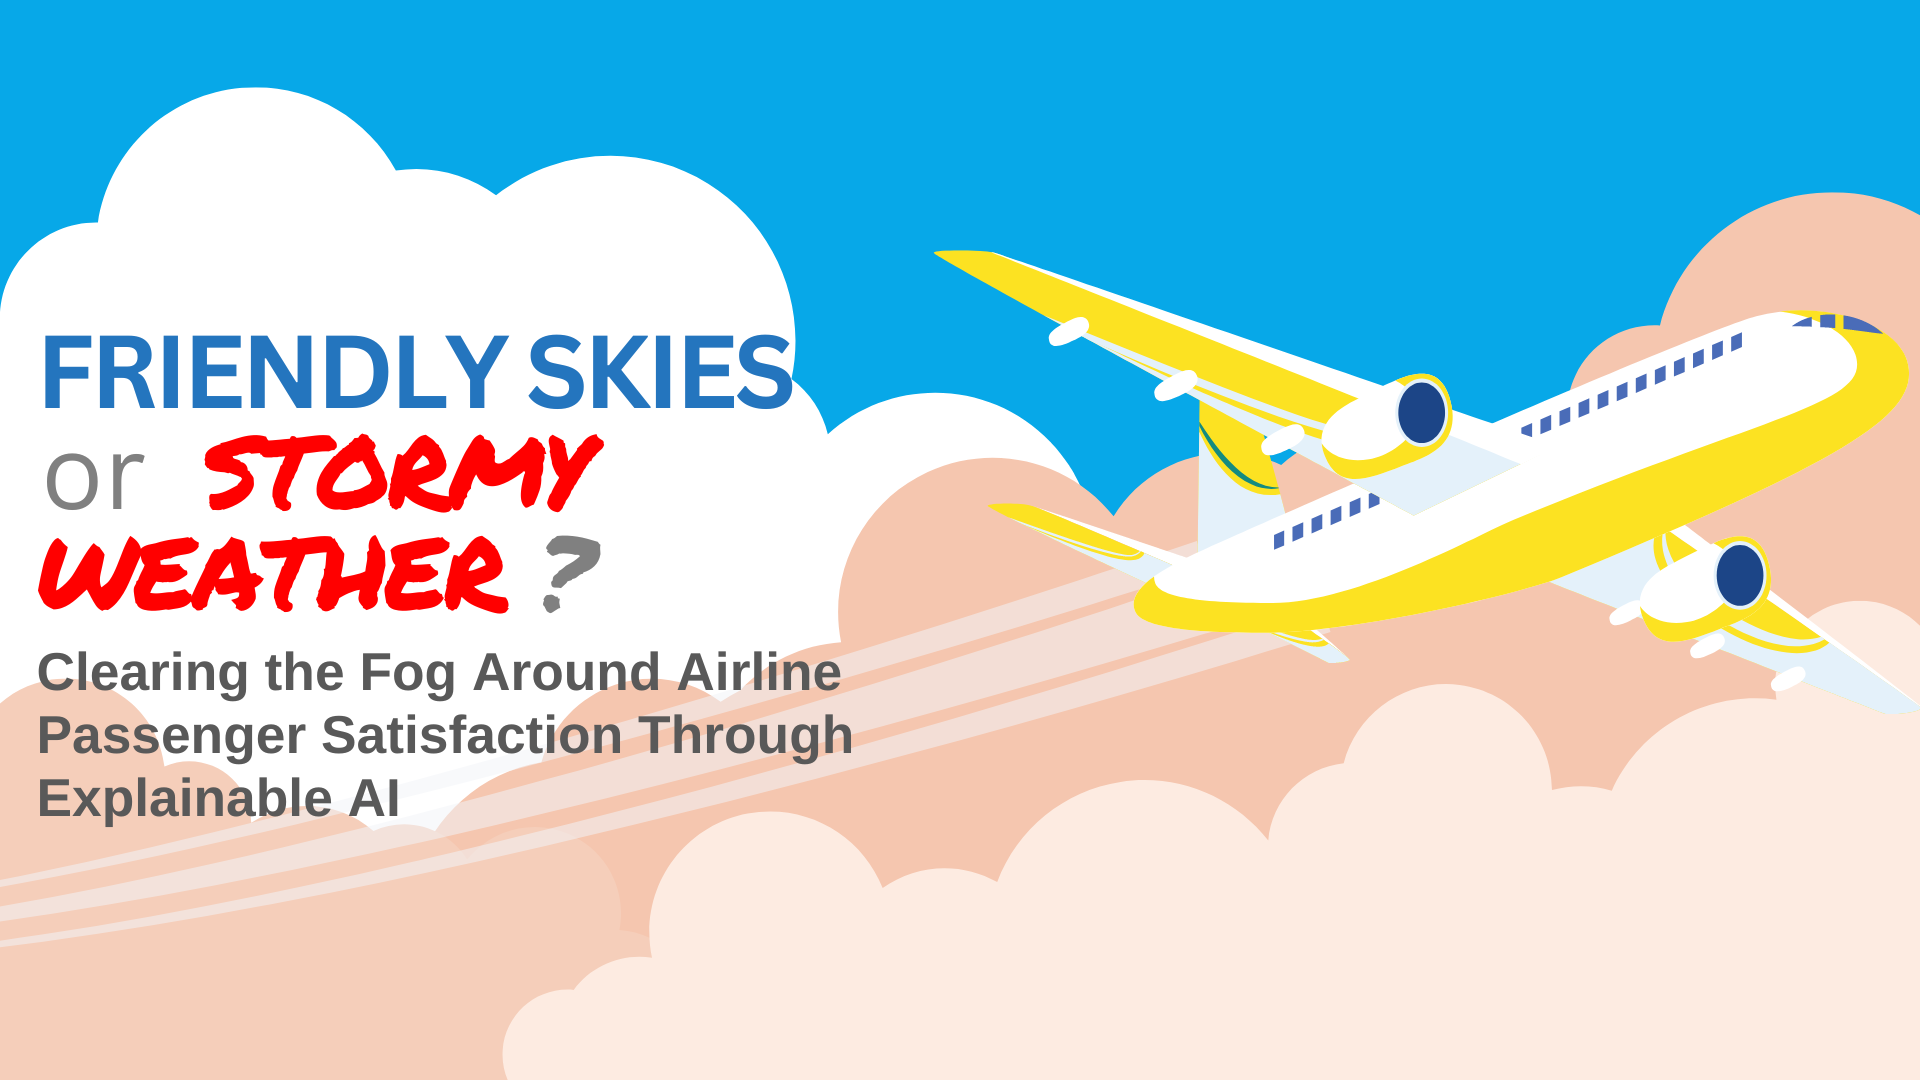 FRIENDLY SKIES
or STORMY
WEATHER ?
Clearing the Fog Around Airline
Passenger Satisfaction Through
Explainable AI